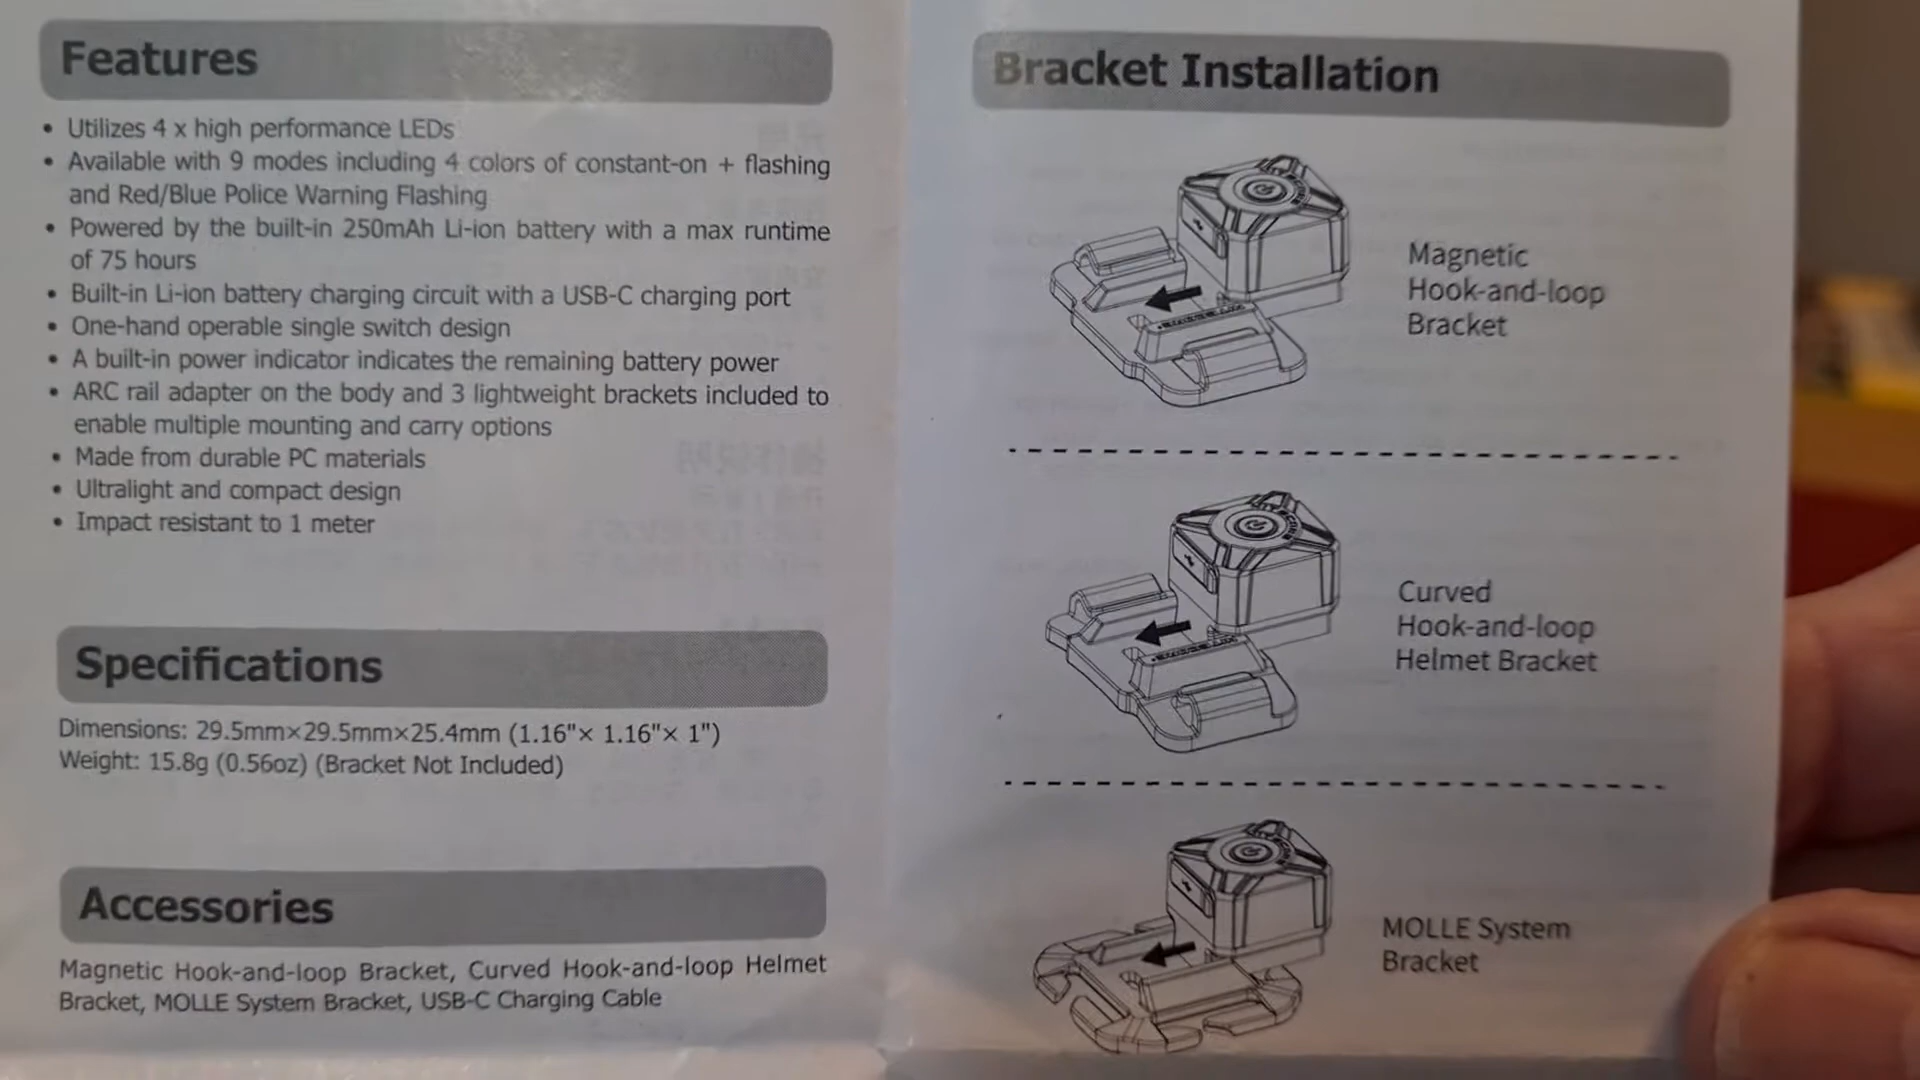 Features
• Utilizes 4 x high performance LEDs
• Available with 9 modes including 4 colors of constant-on + flashing
and Red/Blue Police Warning Flashing
• Powered by the built-in 250mAh Li-ion battery with a max runtime
of 75 hours
• Built-in Li-ion battery charging circuit with a USB-C charging port
• One-hand operable single switch design
• A built-in power indicator indicates the remaining battery power
• ARC rail adapter on the body and 3 lightweight brackets included to
enable multiple mounting and carry options
• Made from durable PC materials
• Ultralight and compact design
• Impact resistant to 1 meter
Specifications
Dimensions: 29.5mm×29.5mm×25.4mm (1.16"× 1.16"× 1")
Weight: 15.8g (0.56oz) (Bracket Not Included)
Accessories
Magnetic Hook-and-loop Bracket, Curved Hook-and-loop Helmet
Bracket, MOLLE System Bracket, USB-C Charging Cable
Bracket Installation
Magnetic
Hook-and-loop
Bracket
Curved
Hook-and-loop
Helmet Bracket
MOLLE System
Bracket